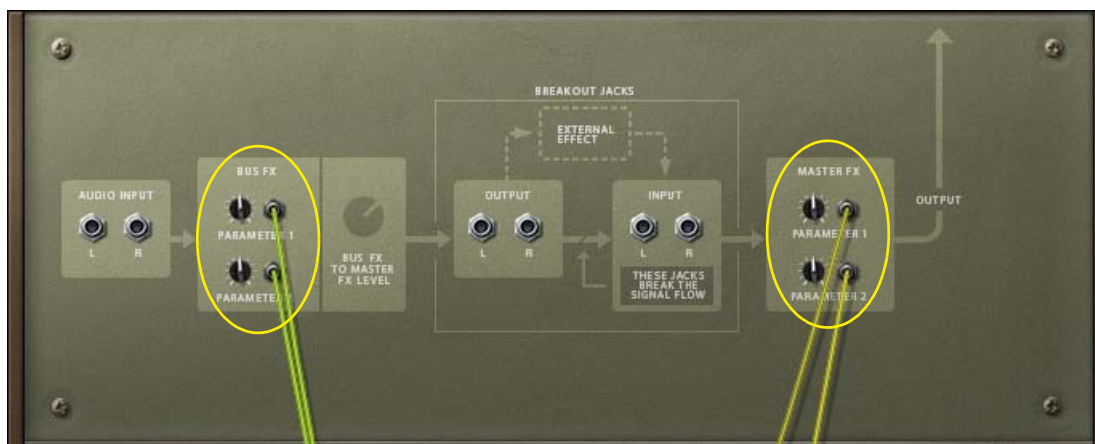 BREAKOUT JACKS
EXTERNAL
EFFECT
AUDIO INPUT
L R
BUS FX
PARAMETER 1
PARAMETER 2
BUS FX
TO MASTER
FX LEVEL
OUTPUT
L R
INPUT
L R
THESE JACKS
BREAK THE
SIGNAL FLOW
MASTER FX
PARAMETER 1
PARAMETER 2
OUTPUT